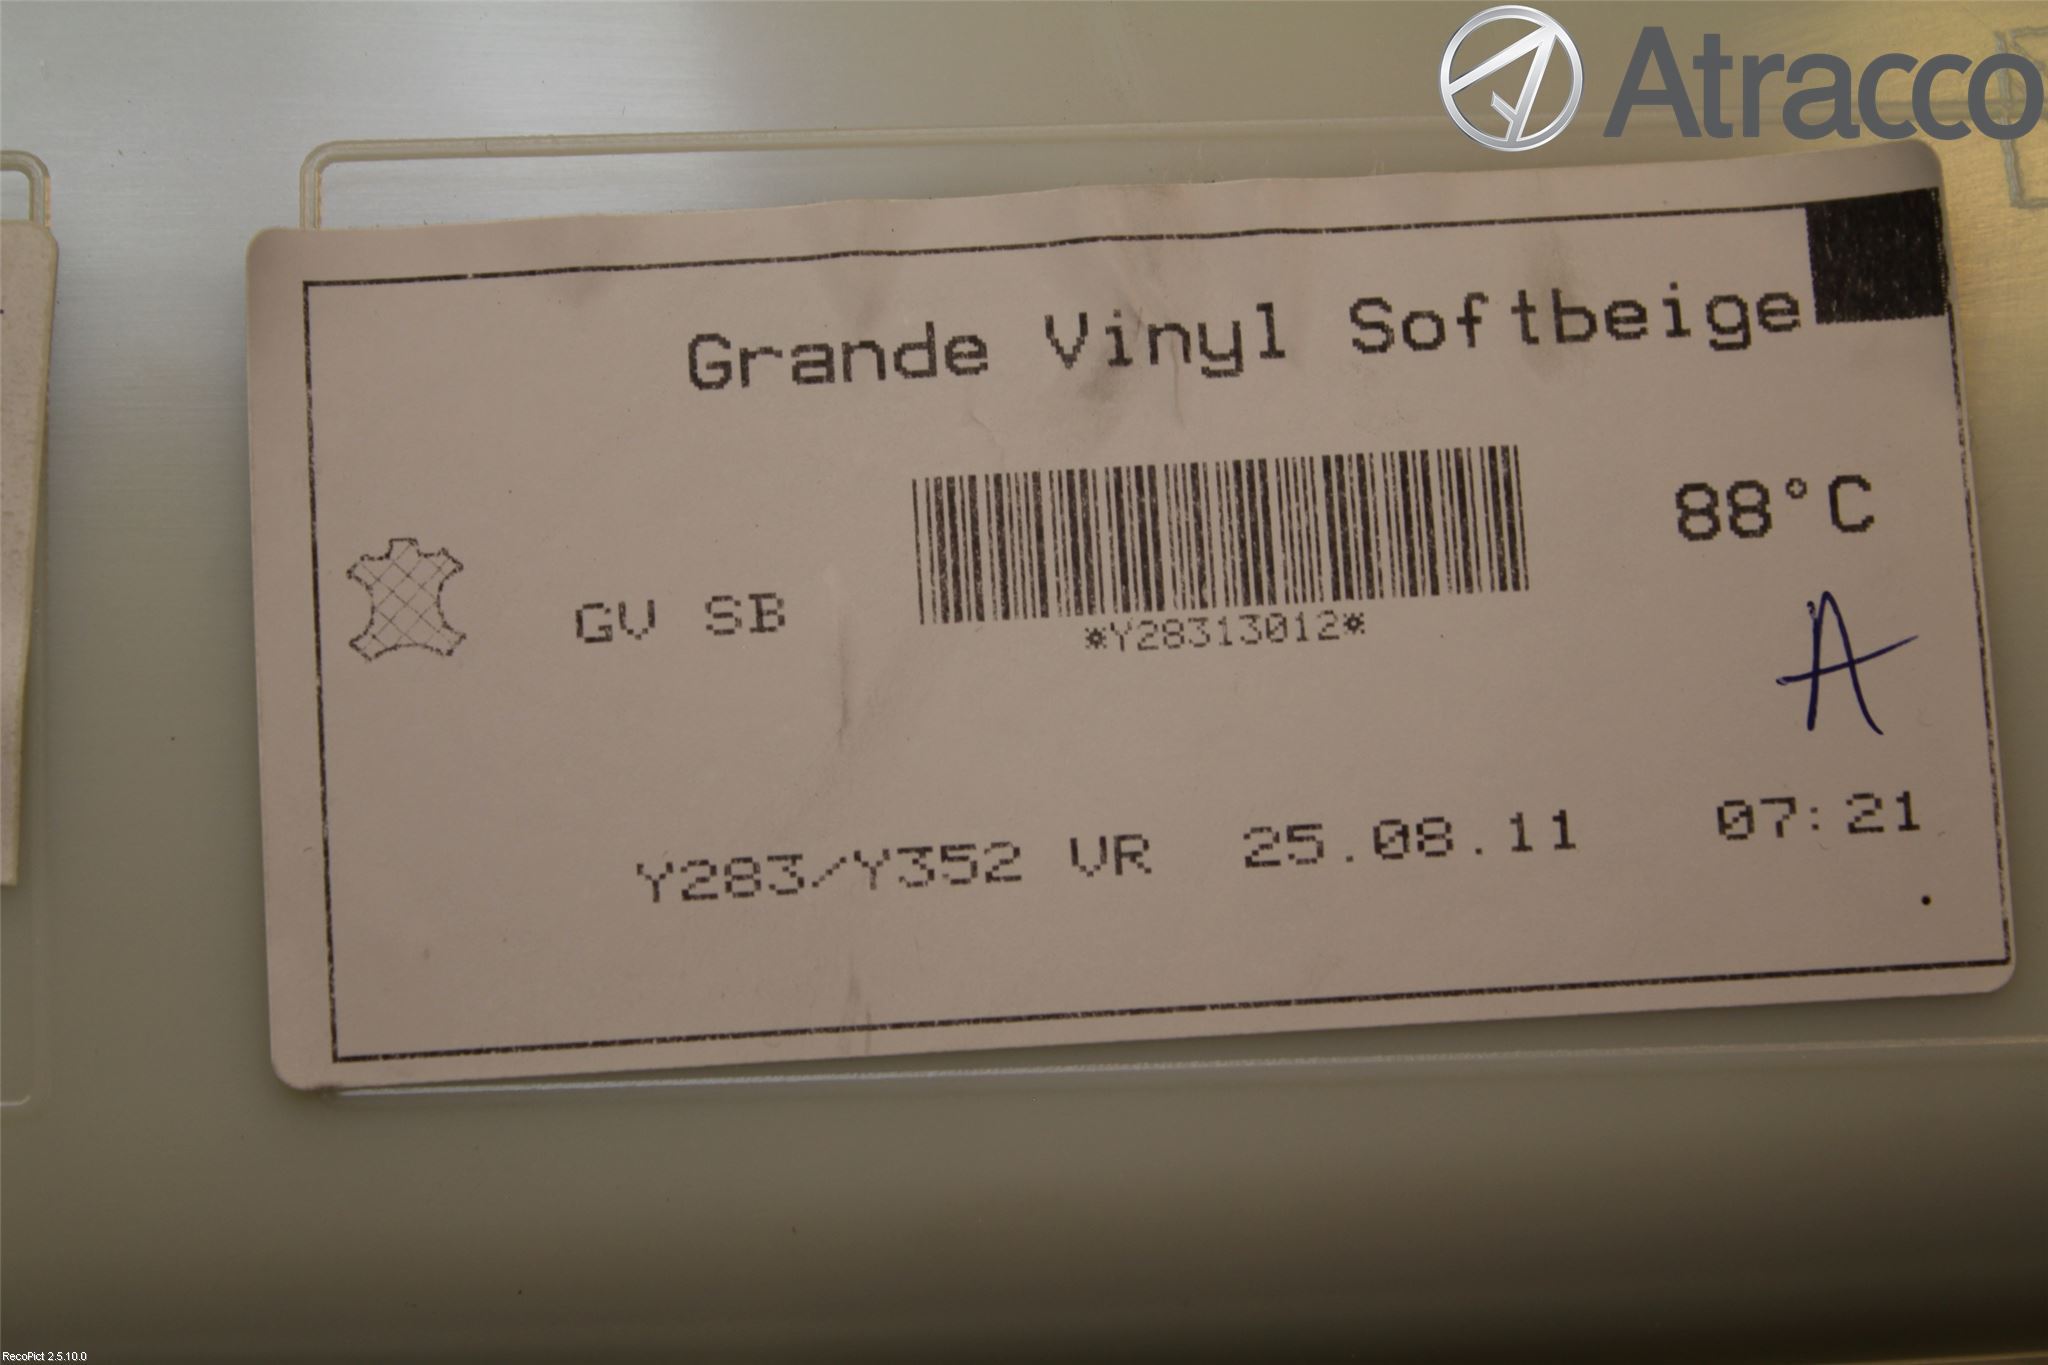 Atracco
Grande Vinyl Softbeige
88°C
GV SB
*Y28313012*
A
Y283/Y352 VR 25.08.11 07:21
RecoPict 2.5.10.0